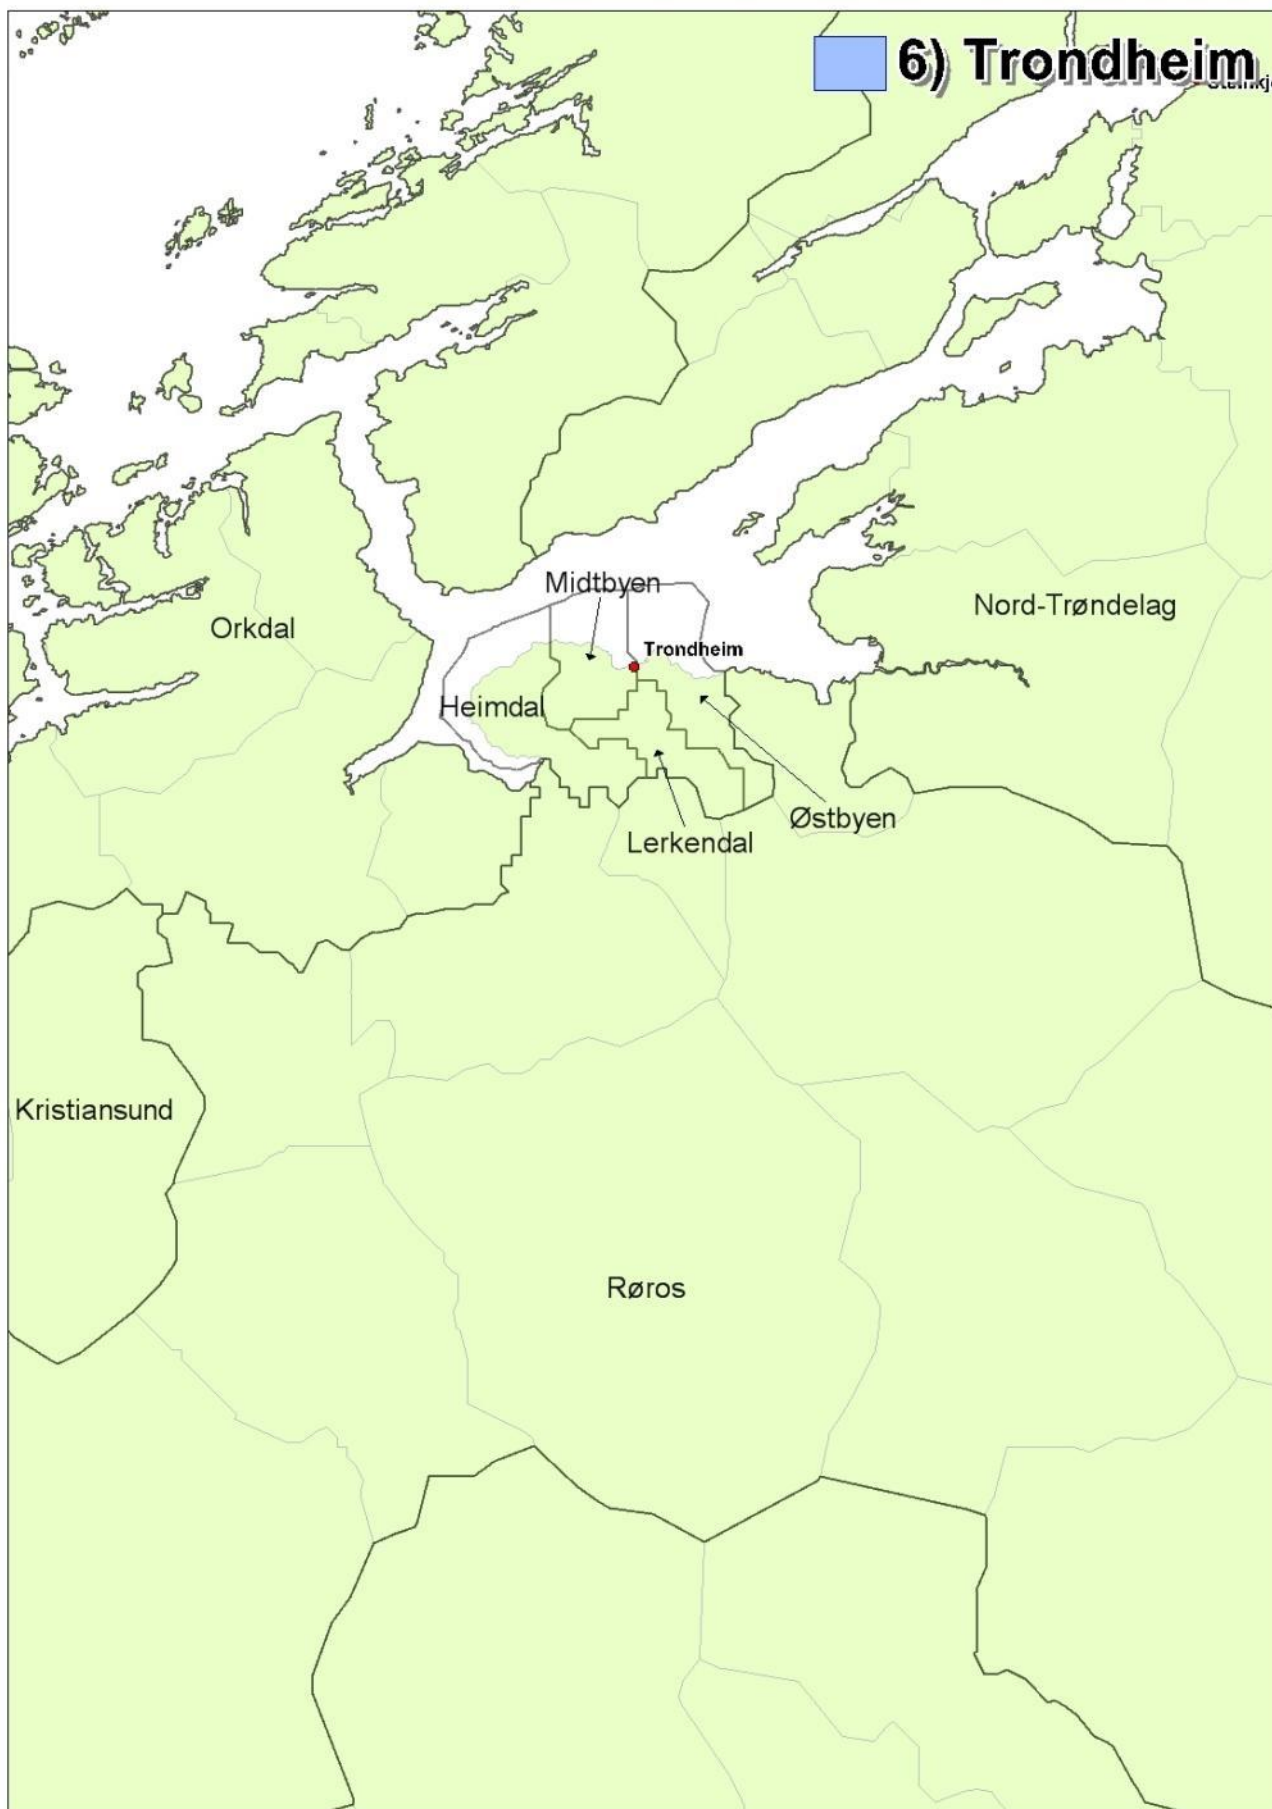 6) Trondheim
Midtbyen
Nord-Trøndelag
Orkdal
Trondheim
Heimdal
Østbyen
Lerkendal
Kristiansund
Røros